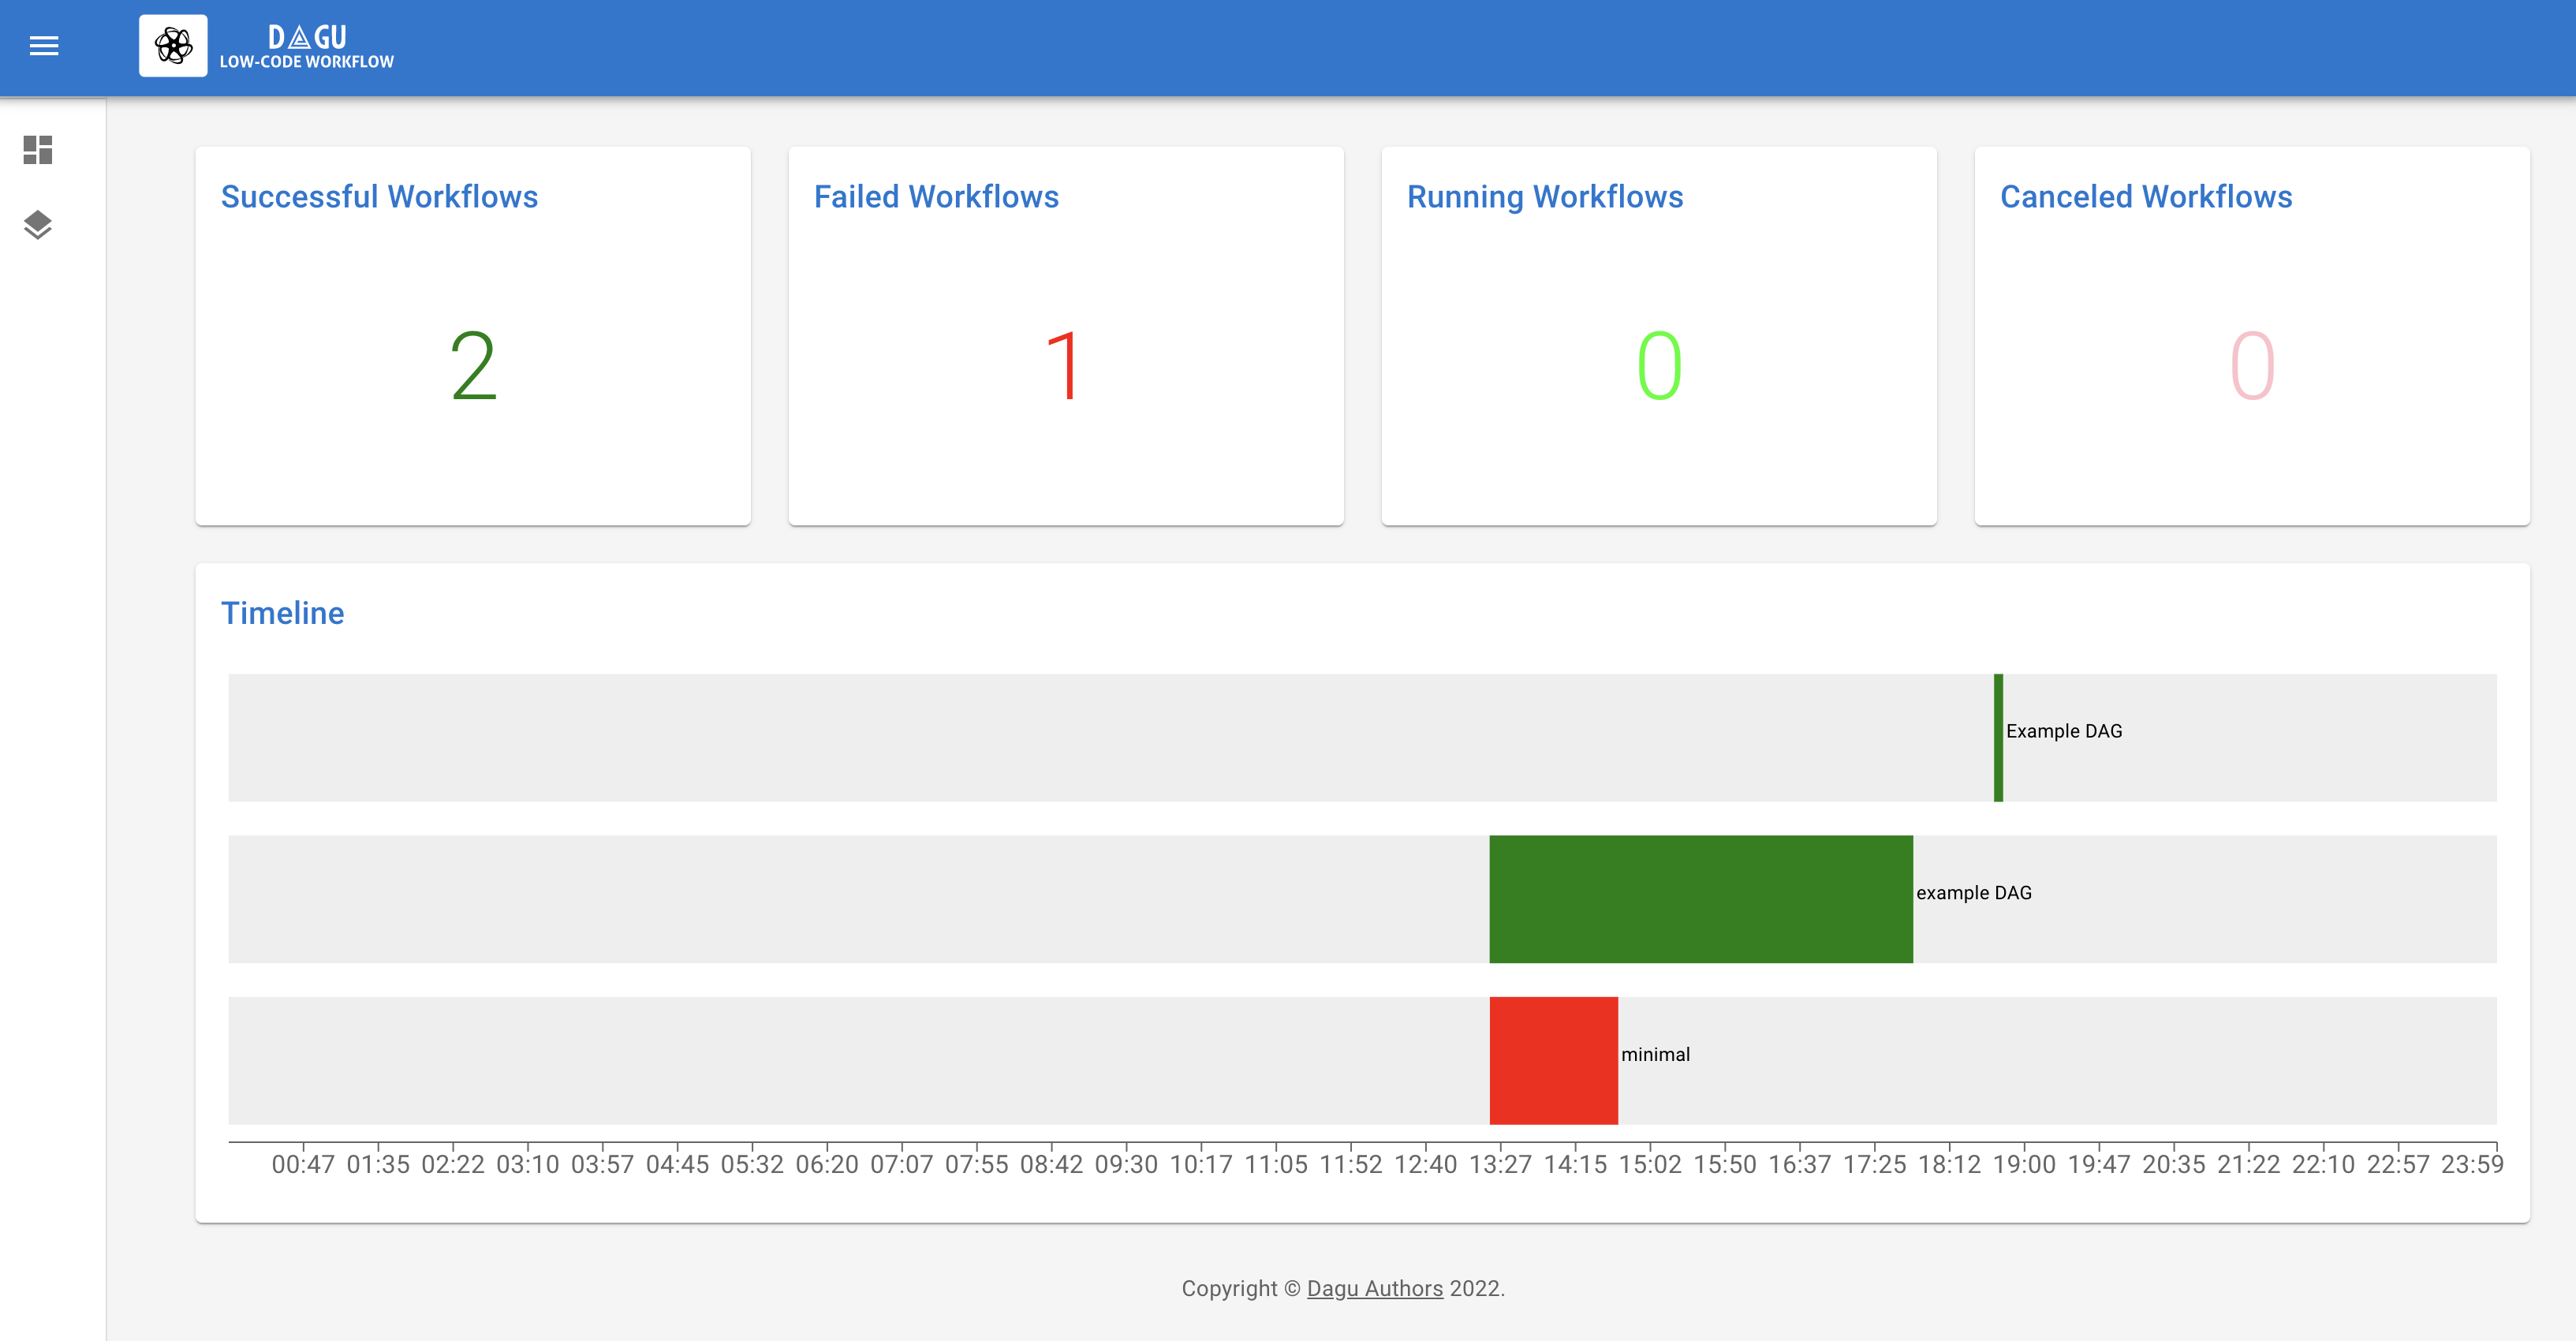 DAGU
LOW-CODE WORKFLOW
Successful Workflows
2
Failed Workflows
1
Running Workflows
0
Canceled Workflows
0
Timeline
Example DAG
example DAG
minimal
00:47 01:35 02:22 03:10 03:57 04:45 05:32 06:20 07:07 07:55 08:42 09:30 10:17 11:05 11:52 12:40 13:27 14:15 15:02 15:50 16:37 17:25 18:12 19:00 19:47 20:35 21:22 22:10 22:57 23:59
Copyright © Dagu Authors 2022.